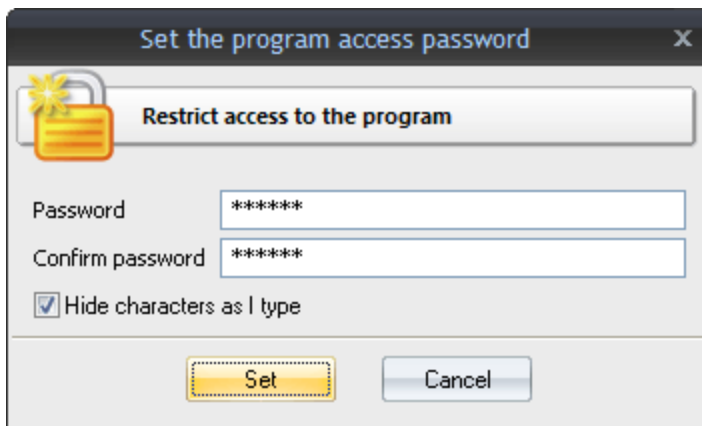 Set the program access password
Restrict access to the program
Password ******
Confirm password ******
Hide characters as I type
Set Cancel